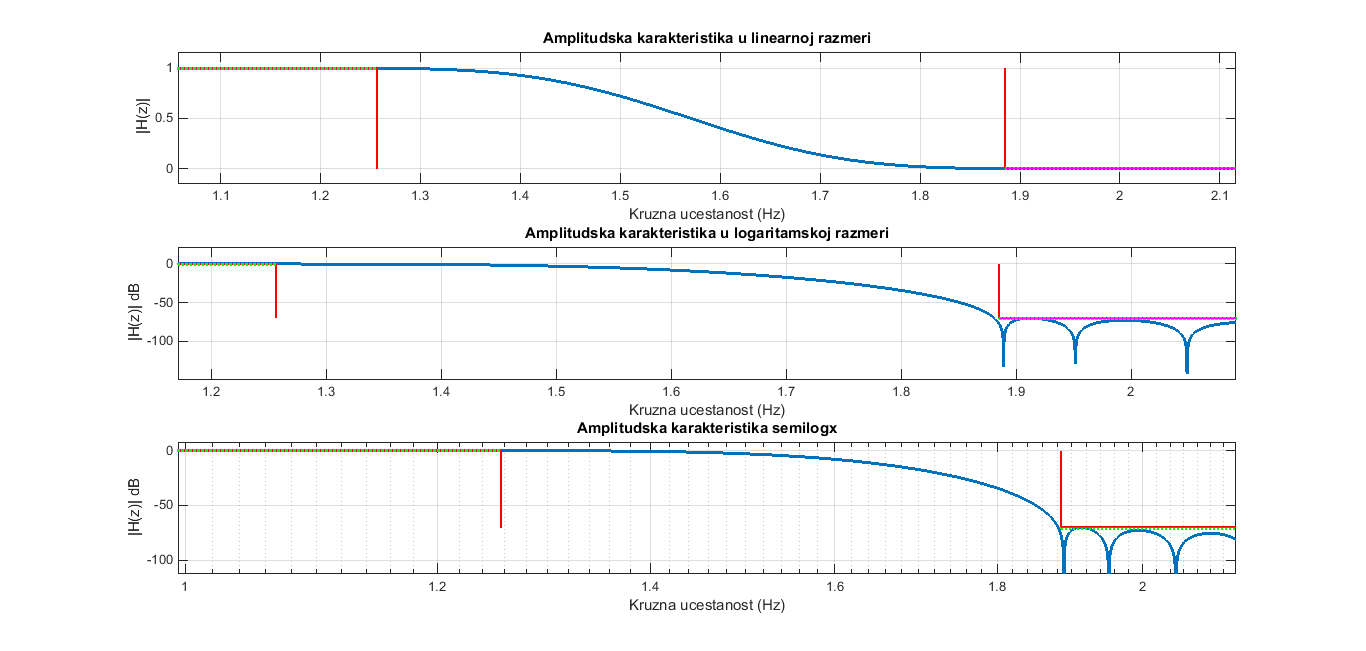 Amplitudska karakteristika u linearnoj razmeri
|H(z)|
1
0.5
0
1.1 1.2 1.3 1.4 1.5 1.6 1.7 1.8 1.9 2 2.1
Kruzna ucestanost (Hz)
Amplitudska karakteristika u logaritamskoj razmeri
|H(z)| dB
0
-50
-100
1.2 1.3 1.4 1.5 1.6 1.7 1.8 1.9 2
Kruzna ucestanost (Hz)
Amplitudska karakteristika semilogx
|H(z)| dB
0
-50
-100
1 1.2 1.4 1.6 1.8 2
Kruzna ucestanost (Hz)